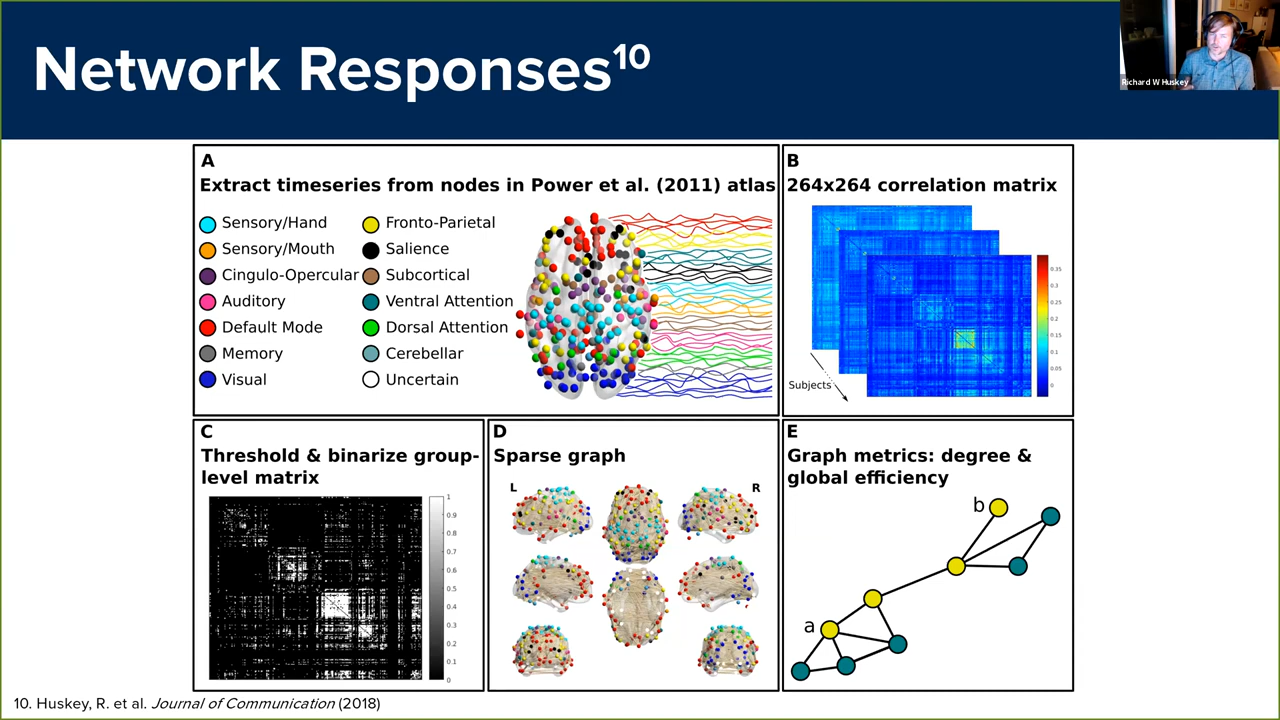 Network Responses¹⁰
Richard W Huskey
A
Extract timeseries from nodes in Power et al. (2011) atlas
Sensory/Hand
Sensory/Mouth
Cingulo-Opercular
Auditory
Default Mode
Memory
Visual
Fronto-Parietal
Salience
Subcortical
Ventral Attention
Dorsal Attention
Cerebellar
Uncertain
B
264x264 correlation matrix
0.35
0.3
0.25
0.2
0.15
0.1
0.05
0
Subjects
C
Threshold & binarize group-
level matrix
1
0.9
0.8
0.7
0.6
0.5
0.4
0.3
0.2
0.1
0
D
Sparse graph
L
R
E
Graph metrics: degree &
global efficiency
b
a
10. Huskey, R. et al. Journal of Communication (2018)